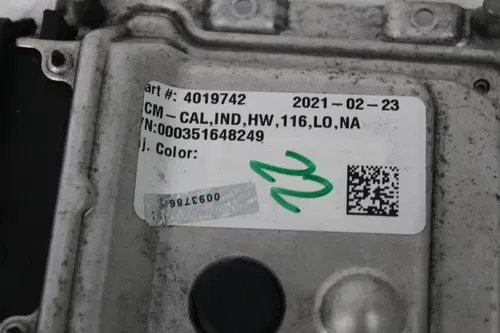 art #: 4019742 2021-02-23
CM-CAL,IND,HW,116,LO,NA
/N:000351648249
j. Color:
0093786